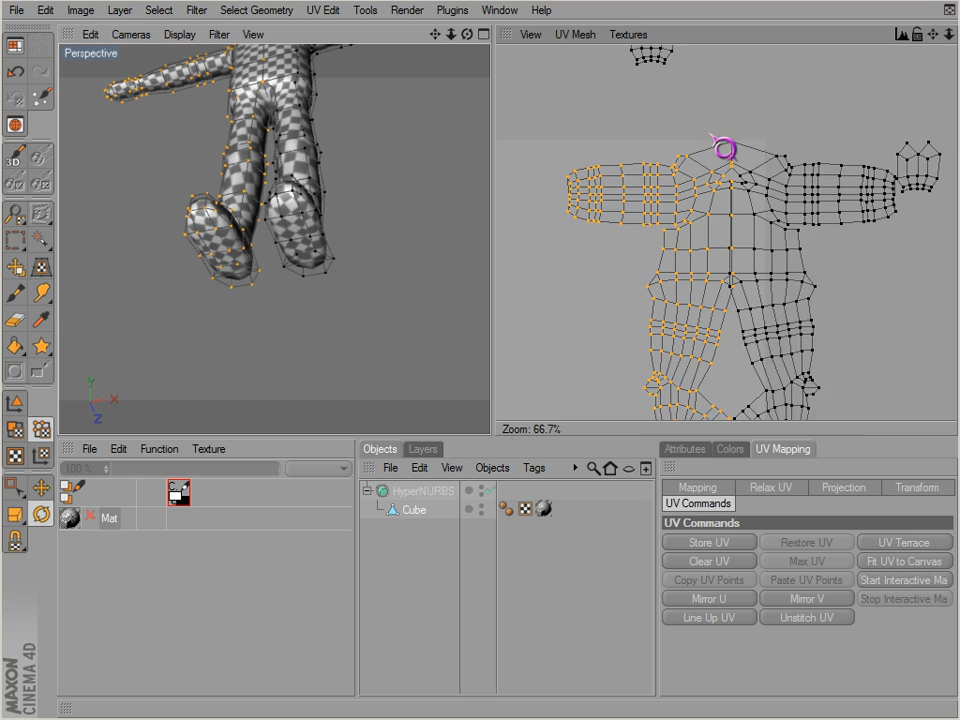 File Edit Image Layer Select Filter Select Geometry UV Edit Tools Render Plugins Window Help
Edit Cameras Display Filter View
View UV Mesh Textures
Perspective
3D
Y
X
Z
Zoom: 66.7%
File Edit Function Texture
100 %
Mat
Objects Layers
File Edit View Objects Tags
HyperNURBS
Cube
Attributes Colors UV Mapping
Mapping Relax UV Projection Transform
UV Commands
UV Commands
Store UV Restore UV UV Terrace
Clear UV Max UV Fit UV to Canvas
Copy UV Points Paste UV Points Start Interactive Ma
Mirror U Mirror V Stop Interactive Ma
Line Up UV Unstitch UV
MAXON
CINEMA 4D